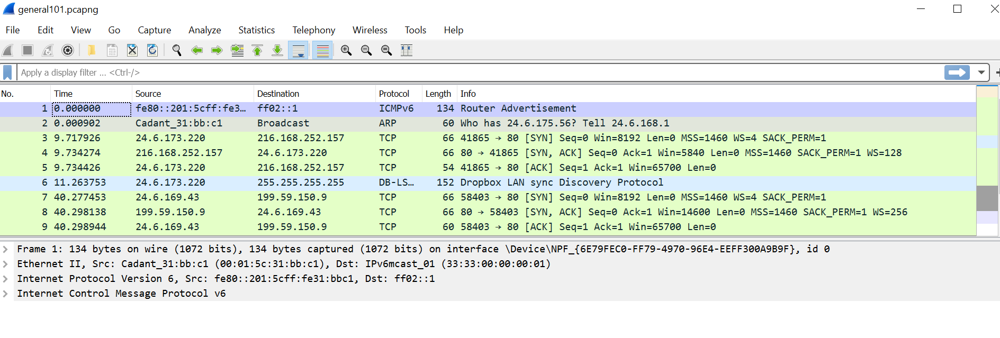 general101.pcapng
File Edit View Go Capture Analyze Statistics Telephony Wireless Tools Help
Apply a display filter ... <Ctrl-/>
No. Time Source Destination Protocol Length Info
1 0.000000 fe80::201:5cff:fe3… ff02::1 ICMPv6 134 Router Advertisement
2 0.000902 Cadant_31:bb:c1 Broadcast ARP 60 Who has 24.6.175.56? Tell 24.6.168.1
3 9.717926 24.6.173.220 216.168.252.157 TCP 66 41865 → 80 [SYN] Seq=0 Win=8192 Len=0 MSS=1460 WS=4 SACK_PERM=1
4 9.734274 216.168.252.157 24.6.173.220 TCP 66 80 → 41865 [SYN, ACK] Seq=0 Ack=1 Win=5840 Len=0 MSS=1460 SACK_PERM=1 WS=128
5 9.734426 24.6.173.220 216.168.252.157 TCP 54 41865 → 80 [ACK] Seq=1 Ack=1 Win=65700 Len=0
6 11.263753 24.6.173.220 255.255.255.255 DB-LS… 152 Dropbox LAN sync Discovery Protocol
7 40.277453 24.6.169.43 199.59.150.9 TCP 66 58403 → 80 [SYN] Seq=0 Win=8192 Len=0 MSS=1460 WS=4 SACK_PERM=1
8 40.298138 199.59.150.9 24.6.169.43 TCP 66 80 → 58403 [SYN, ACK] Seq=0 Ack=1 Win=14600 Len=0 MSS=1460 SACK_PERM=1 WS=256
9 40.298944 24.6.169.43 199.59.150.9 TCP 60 58403 → 80 [ACK] Seq=1 Ack=1 Win=65700 Len=0
Frame 1: 134 bytes on wire (1072 bits), 134 bytes captured (1072 bits) on interface \Device\NPF_{6E79FEC0-FF79-4970-96E4-EEFF300A9B9F}, id 0
Ethernet II, Src: Cadant_31:bb:c1 (00:01:5c:31:bb:c1), Dst: IPv6mcast_01 (33:33:00:00:00:01)
Internet Protocol Version 6, Src: fe80::201:5cff:fe31:bbc1, Dst: ff02::1
Internet Control Message Protocol v6